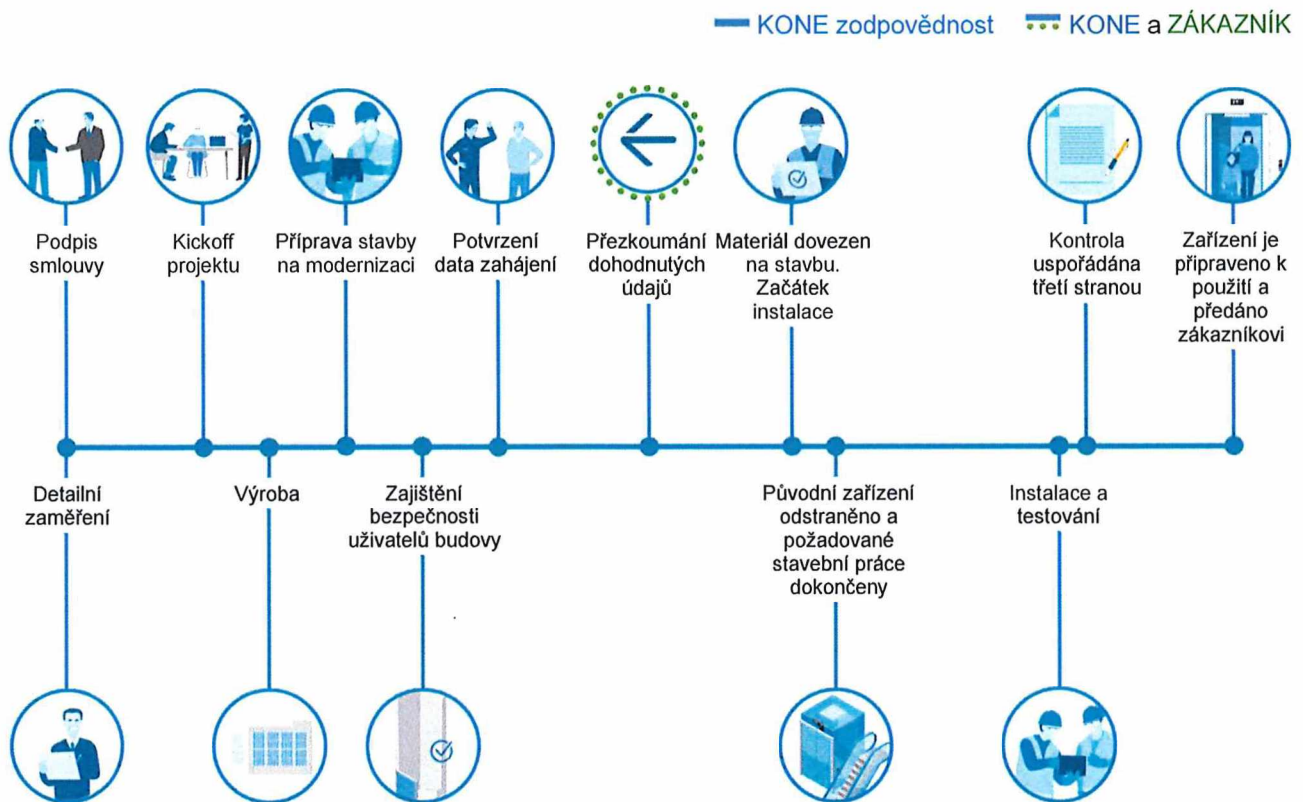 KONE zodpovědnost
KONE a ZÁKAZNÍK
Podpis
smlouvy
Kickoff
projektu
Příprava stavby
na modernizaci
Potvrzení
data zahájení
Přezkoumání
dohodnutých
údajů
Materiál dovezen
na stavbu.
Začátek
instalace
Kontrola
uspořádána
třetí stranou
Zařízení je
připraveno k
použití a
předáno
zákazníkovi
Detailní
zaměření
Výroba
Zajištění
bezpečnosti
uživatelů budovy
Původní zařízení
odstraněno a
požadované
stavební práce
dokončeny
Instalace a
testování